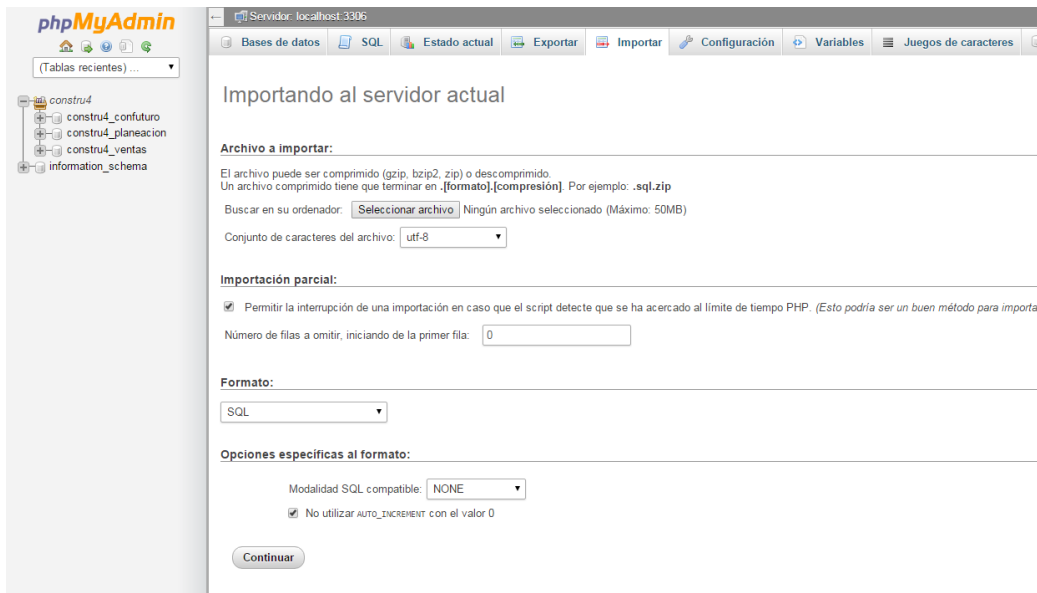 phpMyAdmin
(Tablas recientes) ...
constru4
constru4_confuturo
constru4_planeacion
constru4_ventas
information_schema
Servidor: localhost:3306
Bases de datos SQL Estado actual Exportar Importar Configuración Variables Juegos de caracteres
Importando al servidor actual
Archivo a importar:
El archivo puede ser comprimido (gzip, bzip2, zip) o descomprimido.
Un archivo comprimido tiene que terminar en .[formato].[compresión]. Por ejemplo: .sql.zip
Buscar en su ordenador: Seleccionar archivo Ningún archivo seleccionado (Máximo: 50MB)
Conjunto de caracteres del archivo: utf-8
Importación parcial:
Permitir la interrupción de una importación en caso que el script detecte que se ha acercado al límite de tiempo PHP. (Esto podría ser un buen método para importa
Número de filas a omitir, iniciando de la primer fila: 0
Formato:
SQL
Opciones específicas al formato:
Modalidad SQL compatible: NONE
No utilizar AUTO_INCREMENT con el valor 0
Continuar